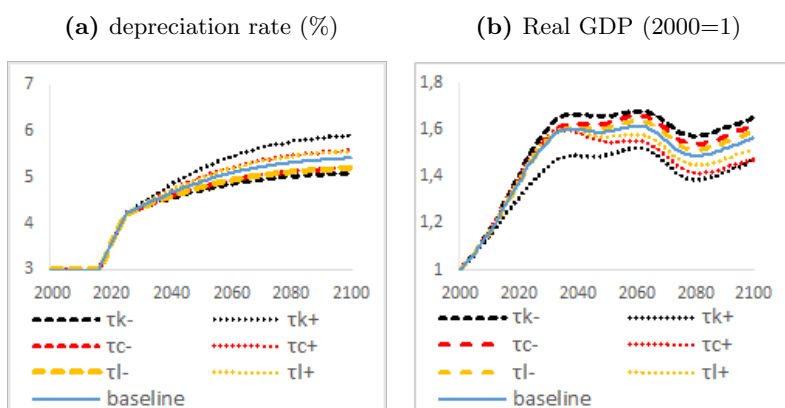 (a) depreciation rate (%)
(b) Real GDP (2000=1)
7
6
5
4
3
2000 2020 2040 2060 2080 2100
τk- τk+
τc- τc+
τl- τl+
baseline
1,8
1,6
1,4
1,2
1
2000 2020 2040 2060 2080 2100
τk- τk+
τc- τc+
τl- τl+
baseline